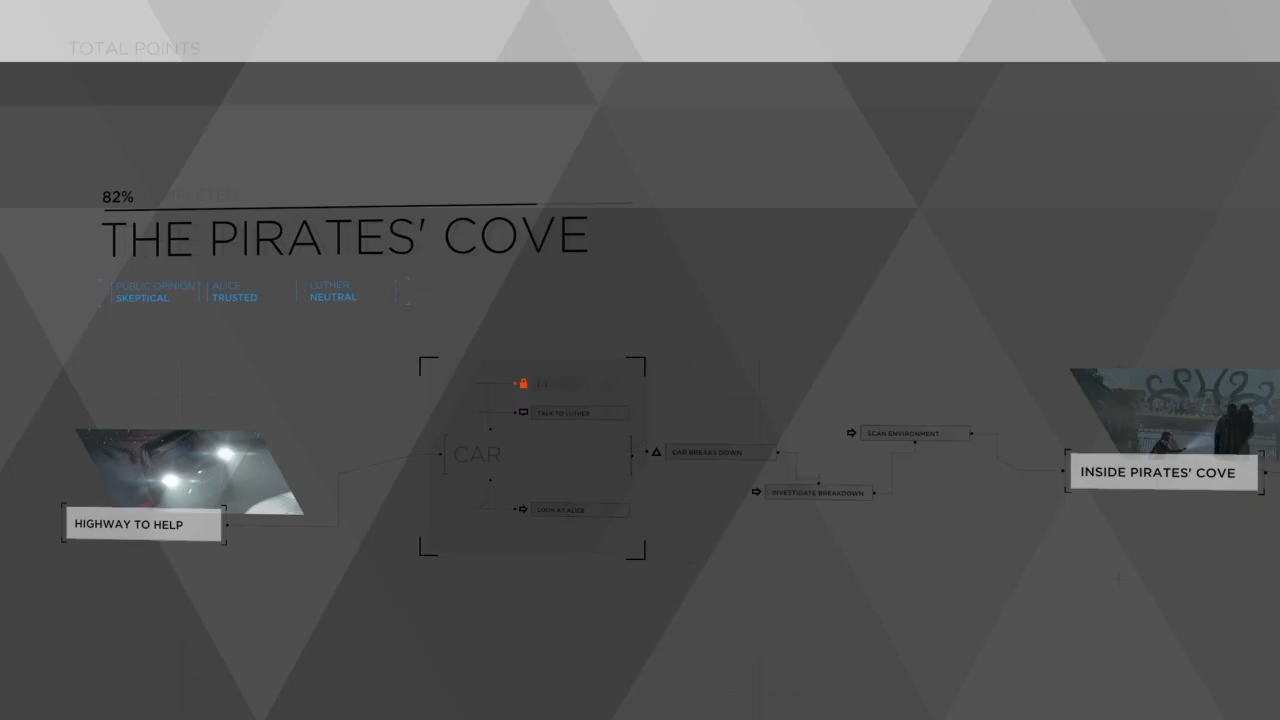 TOTAL POINTS
82%
THE PIRATES' COVE
PUBLIC OPINION
SKEPTICAL
ALICE
TRUSTED
LUTHER
NEUTRAL
TALK TO LUTHER
CAR
LOOK AT ALICE
CAR BREAKS DOWN
INVESTIGATE BREAKDOWN
SCAN ENVIRONMENT
HIGHWAY TO HELP
INSIDE PIRATES' COVE